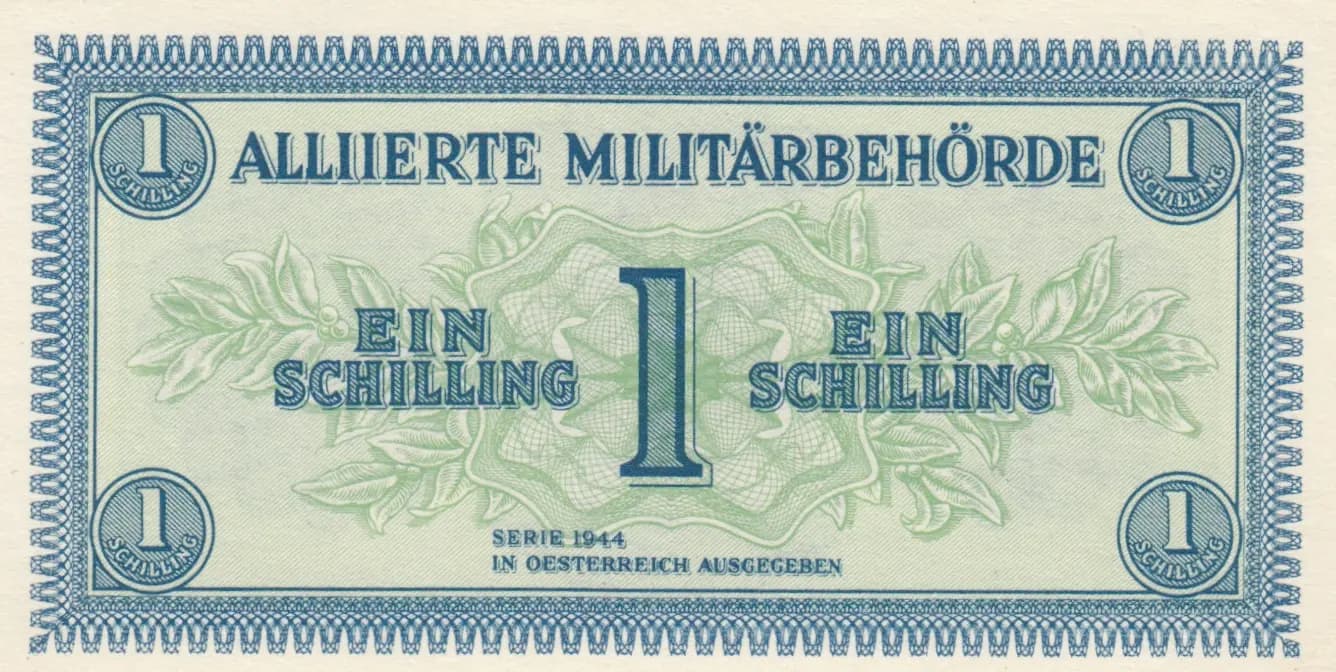 1 SCHILLING
ALLIIERTE MILITÄRBEHÖRDE
1 SCHILLING
EIN
SCHILLING
1
EIN
SCHILLING
SERIE 1944
IN OESTERREICH AUSGEGEBEN
1 SCHILLING
1 SCHILLING